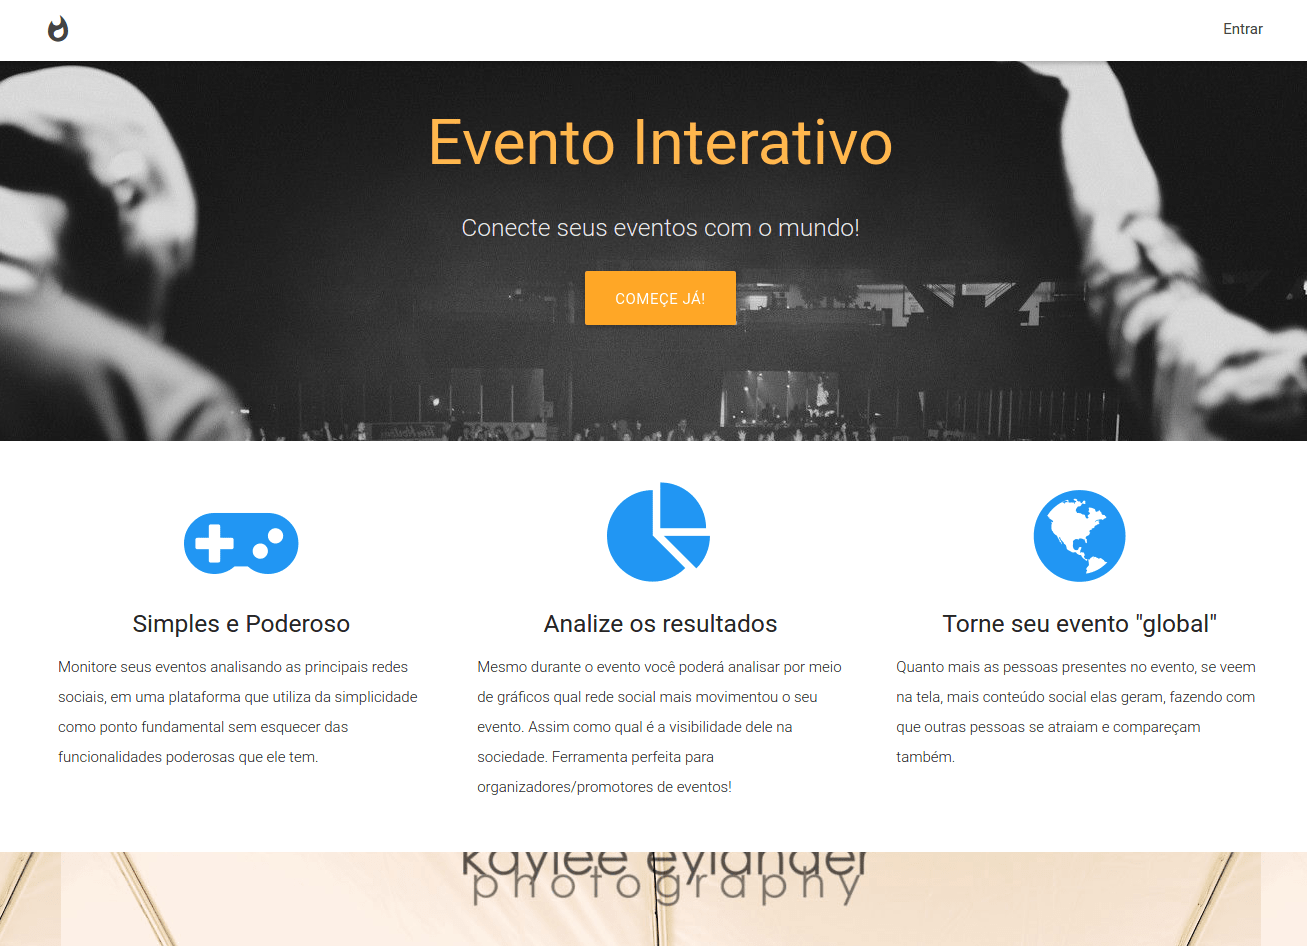 Entrar
Evento Interativo
Conecte seus eventos com o mundo!
COMEÇE JÁ!
Simples e Poderoso
Monitore seus eventos analisando as principais redes
sociais, em uma plataforma que utiliza da simplicidade
como ponto fundamental sem esquecer das
funcionalidades poderosas que ele tem.
Analize os resultados
Mesmo durante o evento você poderá analisar por meio
de gráficos qual rede social mais movimentou o seu
evento. Assim como qual é a visibilidade dele na
sociedade. Ferramenta perfeita para
organizadores/promotores de eventos!
Torne seu evento "global"
Quanto mais as pessoas presentes no evento, se veem
na tela, mais conteúdo social elas geram, fazendo com
que outras pessoas se atraiam e compareçam
também.
kaylee eylander
photography